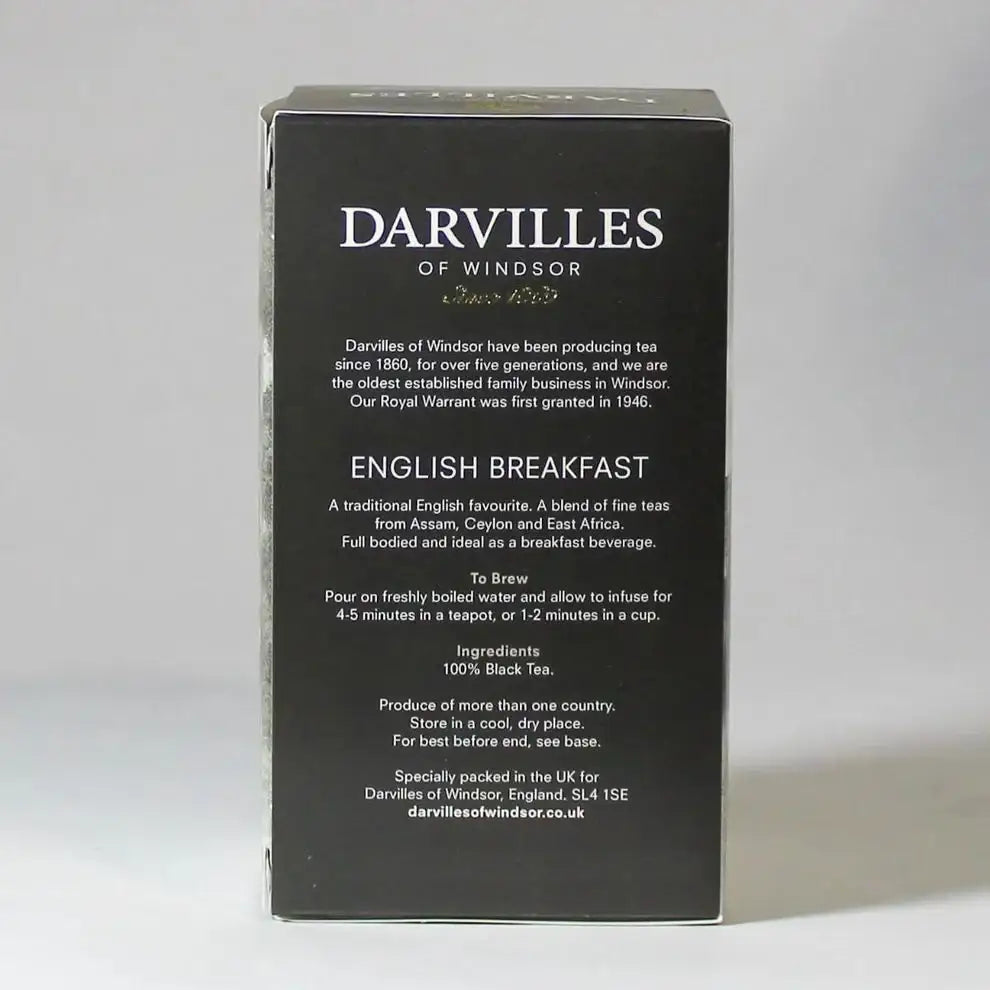 DARVILLES
DARVILLES
OF WINDSOR
Since 1860
Darvilles of Windsor have been producing tea
since 1860, for over five generations, and we are
the oldest established family business in Windsor.
Our Royal Warrant was first granted in 1946.
ENGLISH BREAKFAST
A traditional English favourite. A blend of fine teas
from Assam, Ceylon and East Africa.
Full bodied and ideal as a breakfast beverage.
To Brew
Pour on freshly boiled water and allow to infuse for
4-5 minutes in a teapot, or 1-2 minutes in a cup.
Ingredients
100% Black Tea.
Produce of more than one country.
Store in a cool, dry place.
For best before end, see base.
Specially packed in the UK for
Darvilles of Windsor, England. SL4 1SE
darvillesofwindsor.co.uk